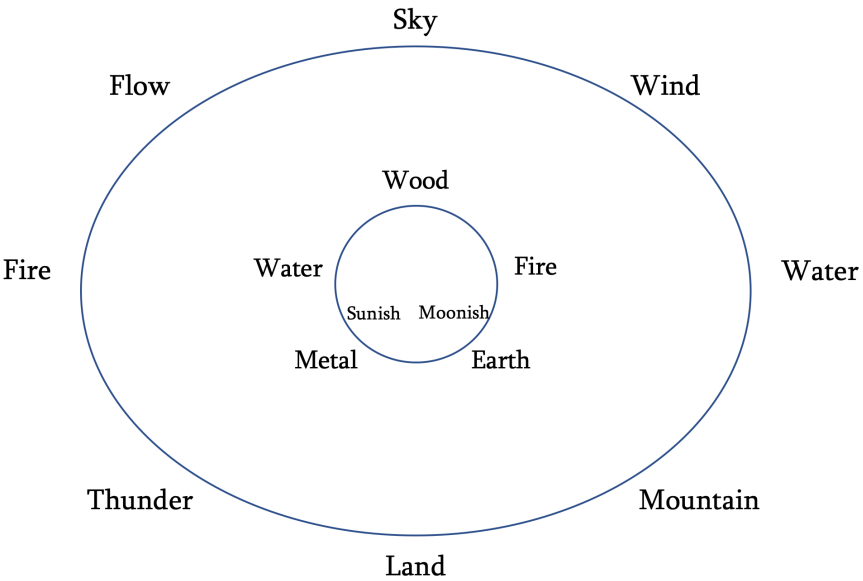 Sky
Flow
Wind
Wood
Fire
Water
Fire
Water
Sunish
Moonish
Metal
Earth
Thunder
Mountain
Land